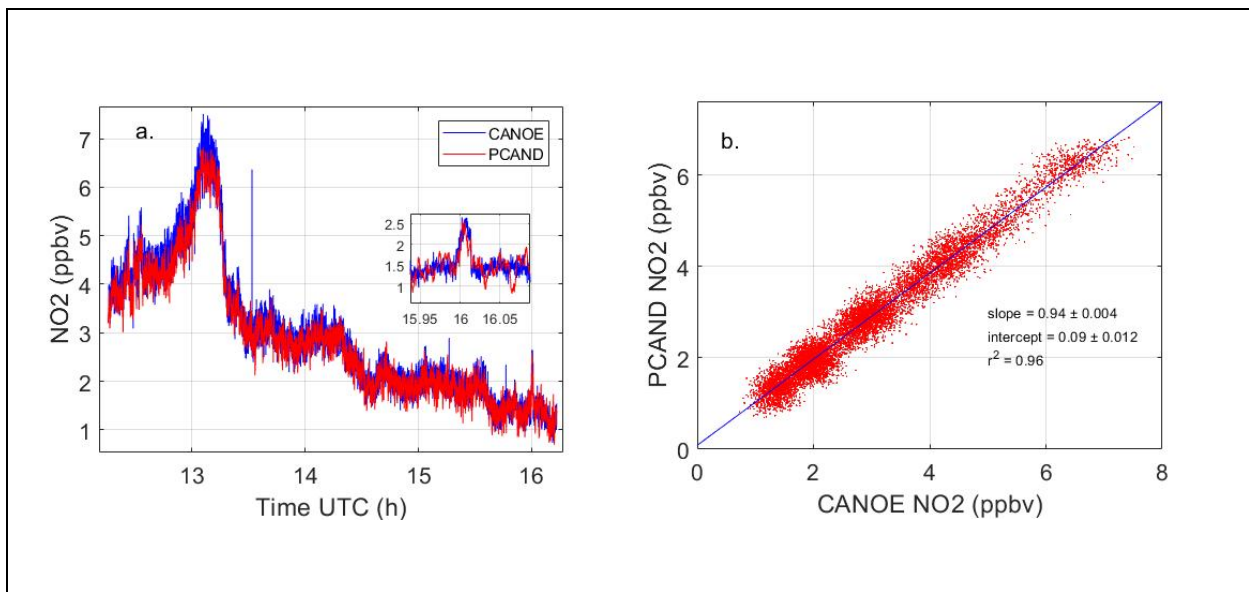 a.
CANOE
PCAND
7
6
5
4
3
2
1
NO2 (ppbv)
2.5
2
1.5
1
15.95
16
16.05
13
14
15
16
Time UTC (h)
b.
6
4
2
0
PCAND NO2 (ppbv)
slope = 0.94 ± 0.004
intercept = 0.09 ± 0.012
r² = 0.96
0
2
4
6
8
CANOE NO2 (ppbv)